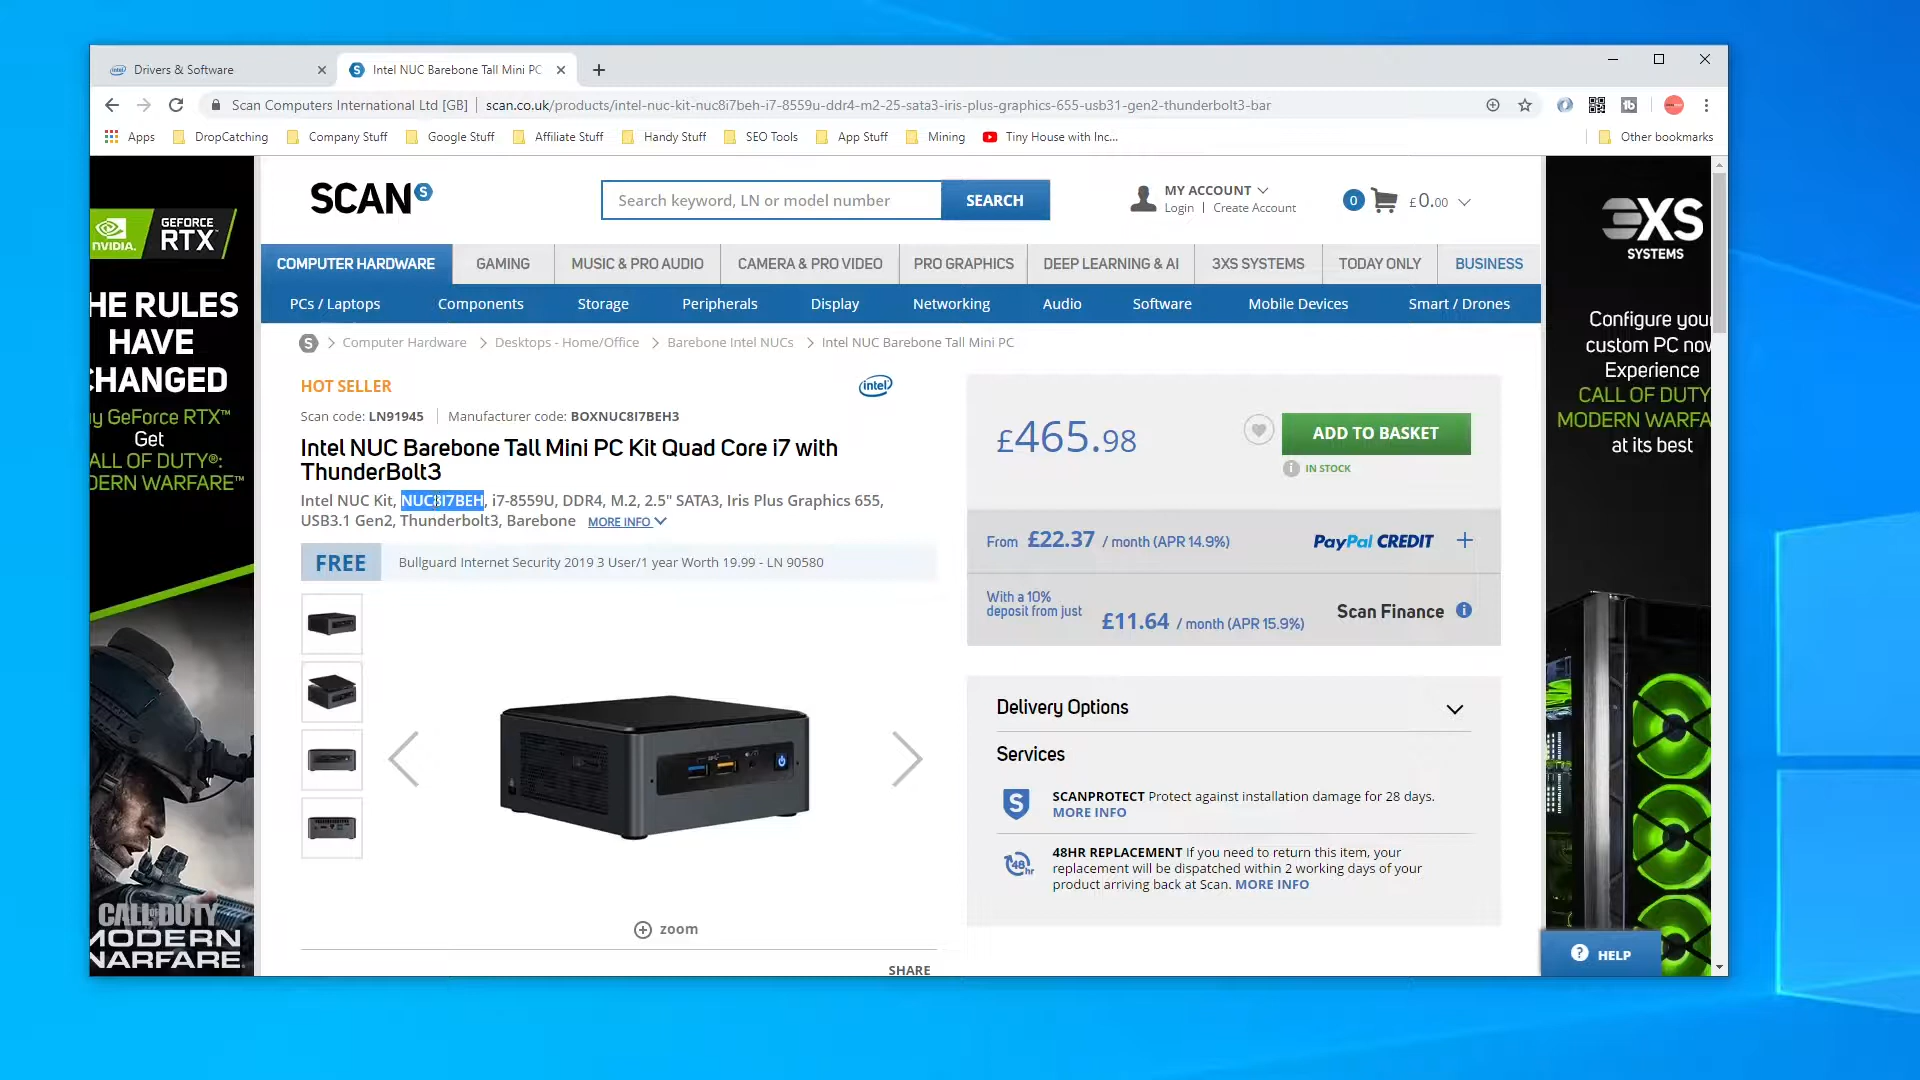 Drivers & Software
Intel NUC Barebone Tall Mini PC
Scan Computers International Ltd [GB] scan.co.uk/products/intel-nuc-kit-nuc8i7beh-i7-8559u-ddr4-m2-25-sata3-iris-plus-graphics-655-usb31-gen2-thunderbolt3-bar
Apps DropCatching Company Stuff Google Stuff Affiliate Stuff Handy Stuff SEO Tools App Stuff Mining Tiny House with Inc... Other bookmarks
SCAN S
Search keyword, LN or model number
SEARCH
MY ACCOUNT
Login | Create Account
0 £0.00
COMPUTER HARDWARE GAMING MUSIC & PRO AUDIO CAMERA & PRO VIDEO PRO GRAPHICS DEEP LEARNING & AI 3XS SYSTEMS TODAY ONLY BUSINESS
PCs / Laptops Components Storage Peripherals Display Networking Audio Software Mobile Devices Smart / Drones
Computer Hardware Desktops - Home/Office Barebone Intel NUCs Intel NUC Barebone Tall Mini PC
HOT SELLER
intel
Scan code: LN91945 Manufacturer code: BOXNUC8I7BEH3
Intel NUC Barebone Tall Mini PC Kit Quad Core i7 with
ThunderBolt3
Intel NUC Kit, NUC8I7BEH, i7-8559U, DDR4, M.2, 2.5" SATA3, Iris Plus Graphics 655,
USB3.1 Gen2, Thunderbolt3, Barebone MORE INFO
FREE Bullguard Internet Security 2019 3 User/1 year Worth 19.99 - LN 90580
zoom
SHARE
£465.98
ADD TO BASKET
IN STOCK
From £22.37 / month (APR 14.9%) PayPal CREDIT
With a 10%
deposit from just
£11.64 / month (APR 15.9%) Scan Finance
Delivery Options
Services
SCANPROTECT Protect against installation damage for 28 days.
MORE INFO
48hr
48HR REPLACEMENT If you need to return this item, your
replacement will be dispatched within 2 working days of your
product arriving back at Scan. MORE INFO
HELP
NVIDIA.
GEFORCE
RTX
HE RULES
HAVE
CHANGED
y GeForce RTX™
Get
ALL OF DUTY®:
DERN WARFARE™
CALL OF DUTY
MODERN
WARFARE
3XS
SYSTEMS
Configure your
custom PC now
Experience
CALL OF DUTY
MODERN WARFA
at its best